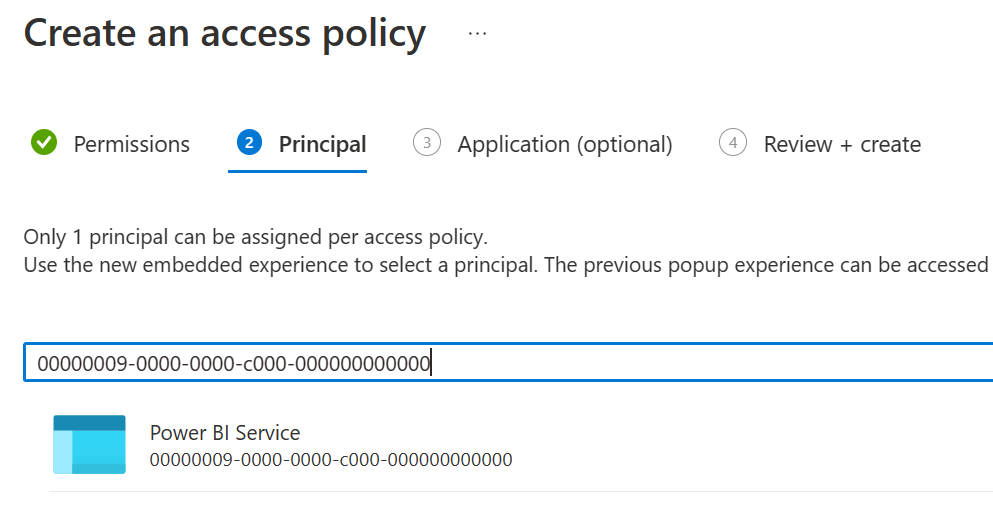 Create an access policy ...
Permissions 2 Principal 3 Application (optional) 4 Review + create
Only 1 principal can be assigned per access policy.
Use the new embedded experience to select a principal. The previous popup experience can be accessed
00000009-0000-0000-c000-000000000000
Power BI Service
00000009-0000-0000-c000-000000000000